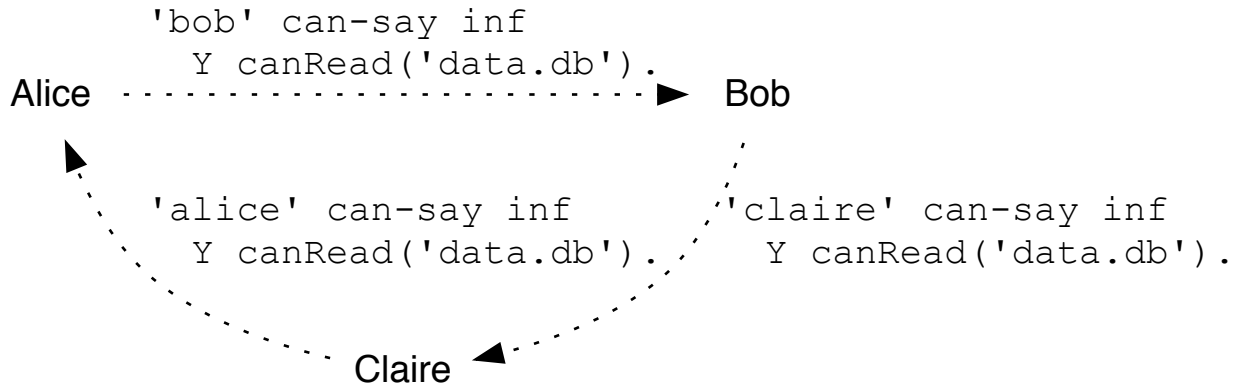 'bob' can-say inf
Y canRead('data.db').
Alice
Bob
'alice' can-say inf
Y canRead('data.db').
'claire' can-say inf
Y canRead('data.db').
Claire